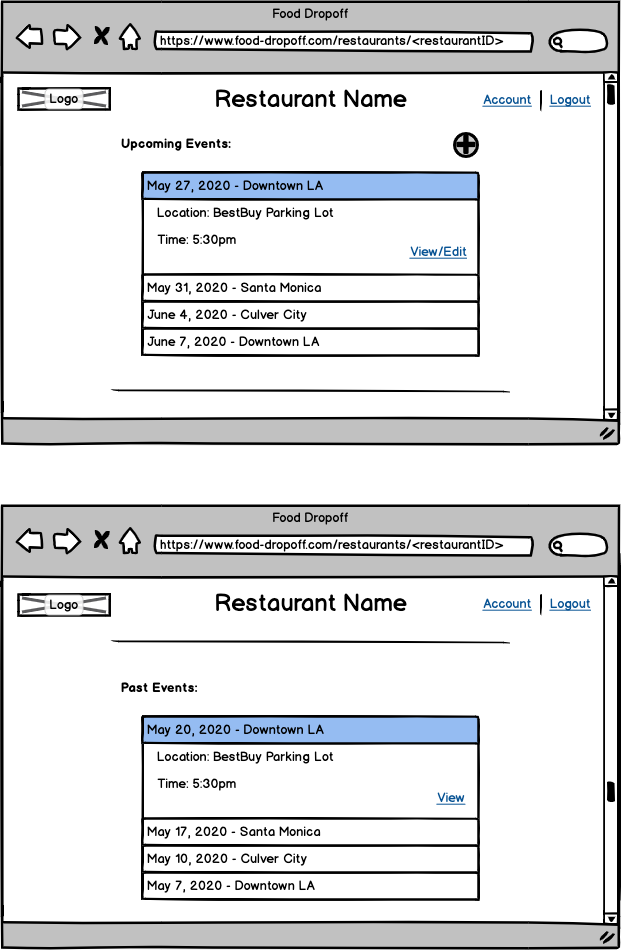 Food Dropoff
https://www.food-dropoff.com/restaurants/<restaurantID>
Logo
Restaurant Name
Account
Logout
Upcoming Events:
May 27, 2020 - Downtown LA
Location: BestBuy Parking Lot
Time: 5:30pm
View/Edit
May 31, 2020 - Santa Monica
June 4, 2020 - Culver City
June 7, 2020 - Downtown LA
Food Dropoff
https://www.food-dropoff.com/restaurants/<restaurantID>
Logo
Restaurant Name
Account
Logout
Past Events:
May 20, 2020 - Downtown LA
Location: BestBuy Parking Lot
Time: 5:30pm
View
May 17, 2020 - Santa Monica
May 10, 2020 - Culver City
May 7, 2020 - Downtown LA